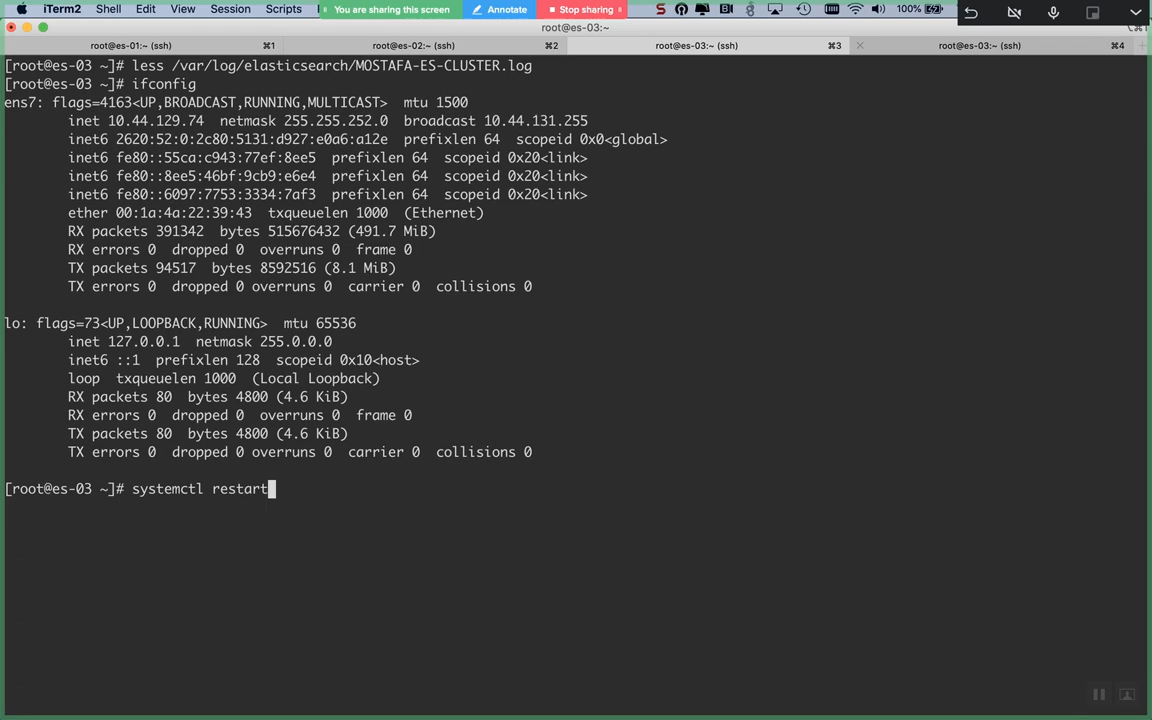 iTerm2 Shell Edit View Session Scripts You are sharing this screen Annotate Stop sharing 100%
root@es-03:~
root@es-01:~ (ssh) ⌘1 root@es-02:~ (ssh) ⌘2 root@es-03:~ (ssh) ⌘3 root@es-03:~ (ssh) ⌘4
[root@es-03 ~]# less /var/log/elasticsearch/MOSTAFA-ES-CLUSTER.log
[root@es-03 ~]# ifconfig
ens7: flags=4163<UP,BROADCAST,RUNNING,MULTICAST>  mtu 1500
        inet 10.44.129.74  netmask 255.255.252.0  broadcast 10.44.131.255
        inet6 2620:52:0:2c80:5131:d927:e0a6:a12e  prefixlen 64  scopeid 0x0<global>
        inet6 fe80::55ca:c943:77ef:8ee5  prefixlen 64  scopeid 0x20<link>
        inet6 fe80::8ee5:46bf:9cb9:e6e4  prefixlen 64  scopeid 0x20<link>
        inet6 fe80::6097:7753:3334:7af3  prefixlen 64  scopeid 0x20<link>
        ether 00:1a:4a:22:39:43  txqueuelen 1000  (Ethernet)
        RX packets 391342  bytes 515676432 (491.7 MiB)
        RX errors 0  dropped 0  overruns 0  frame 0
        TX packets 94517  bytes 8592516 (8.1 MiB)
        TX errors 0  dropped 0 overruns 0  carrier 0  collisions 0
lo: flags=73<UP,LOOPBACK,RUNNING>  mtu 65536
        inet 127.0.0.1  netmask 255.0.0.0
        inet6 ::1  prefixlen 128  scopeid 0x10<host>
        loop  txqueuelen 1000  (Local Loopback)
        RX packets 80  bytes 4800 (4.6 KiB)
        RX errors 0  dropped 0  overruns 0  frame 0
        TX packets 80  bytes 4800 (4.6 KiB)
        TX errors 0  dropped 0 overruns 0  carrier 0  collisions 0
[root@es-03 ~]# systemctl restart